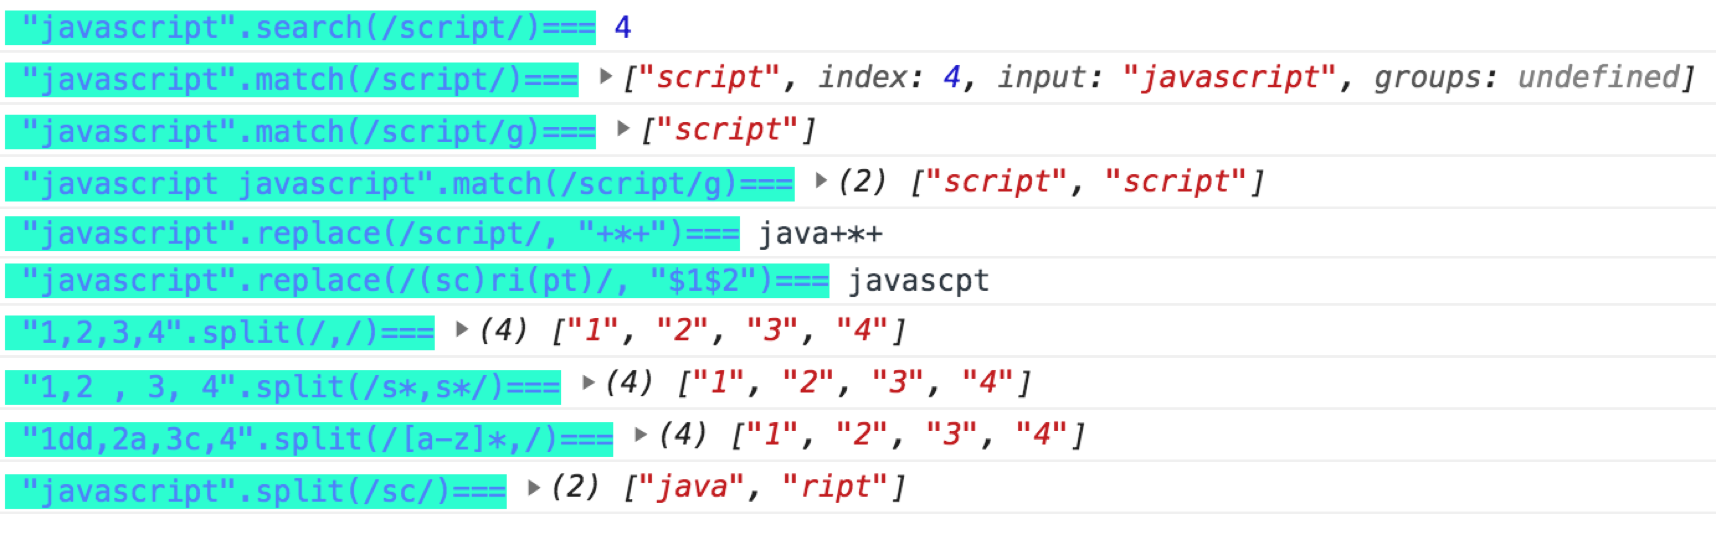 "javascript".search(/script/)=== 4
"javascript".match(/script/)=== ▶["script", index: 4, input: "javascript", groups: undefined]
"javascript".match(/script/g)=== ▶["script"]
"javascript javascript".match(/script/g)=== ▶(2) ["script", "script"]
"javascript".replace(/script/, "+*+")=== java+*+
"javascript".replace(/(sc)ri(pt)/, "$1$2")=== javascpt
"1,2,3,4".split(/,/)=== ▶(4) ["1", "2", "3", "4"]
"1,2 , 3, 4".split(/s*,s*/)=== ▶(4) ["1", "2", "3", "4"]
"1dd,2a,3c,4".split(/[a-z]*,/)=== ▶(4) ["1", "2", "3", "4"]
"javascript".split(/sc/)=== ▶(2) ["java", "ript"]